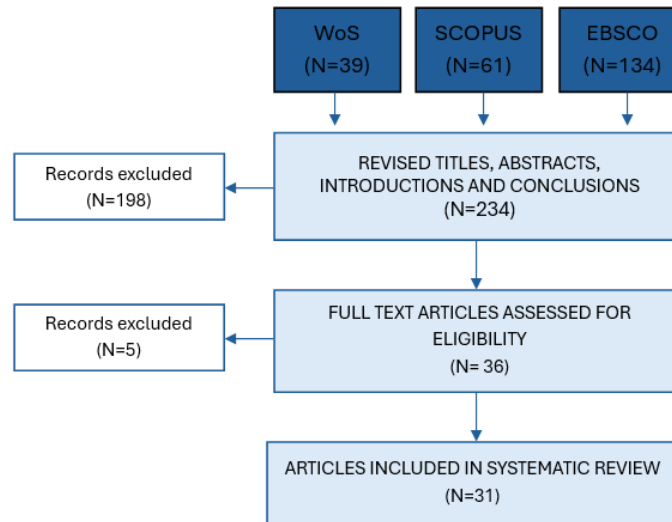 WoS
(N=39)
SCOPUS
(N=61)
EBSCO
(N=134)
REVISED TITLES, ABSTRACTS,
INTRODUCTIONS AND CONCLUSIONS
(N=234)
Records excluded
(N=198)
FULL TEXT ARTICLES ASSESSED FOR
ELIGIBILITY
(N= 36)
Records excluded
(N=5)
ARTICLES INCLUDED IN SYSTEMATIC REVIEW
(N=31)